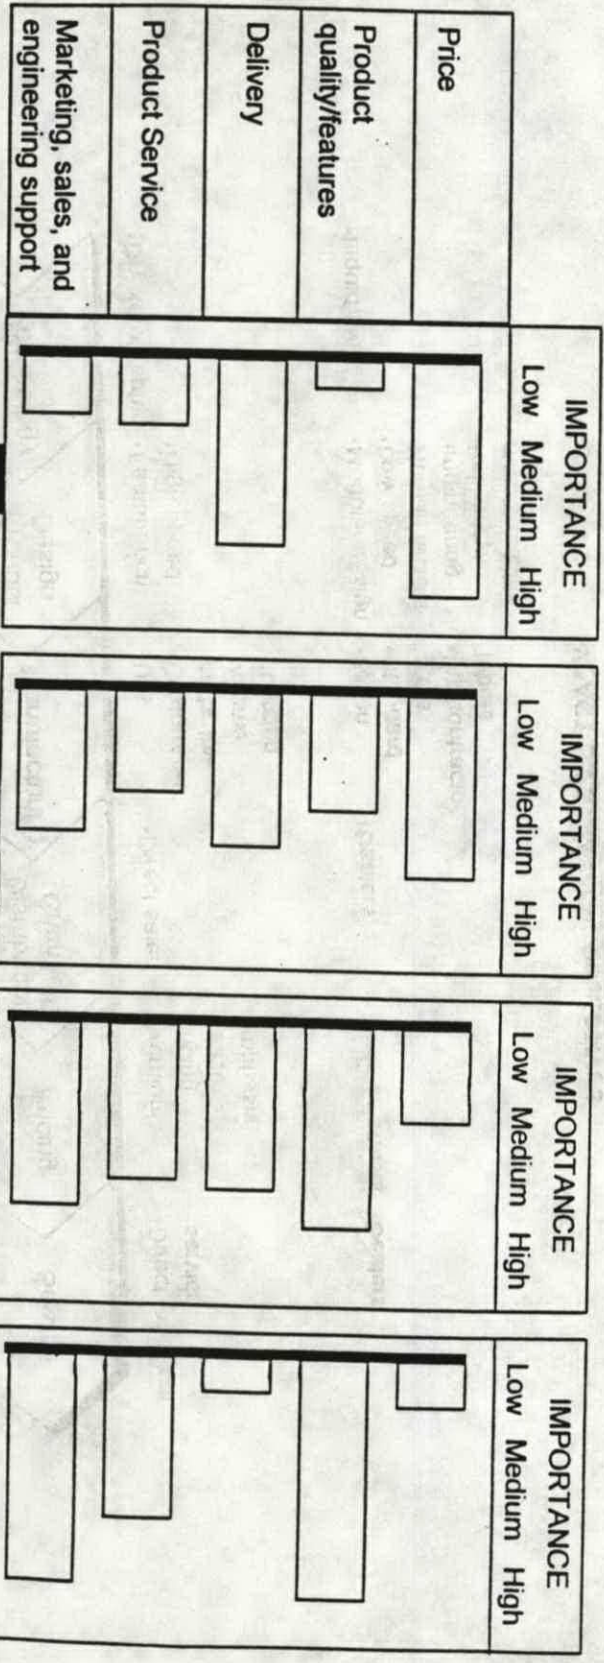 IMPORTANCE
Low Medium High
IMPORTANCE
Low Medium High
IMPORTANCE
Low Medium High
IMPORTANCE
Low Medium High
Price
Product
quality/features
Delivery
Product Service
Marketing, sales, and
engineering support